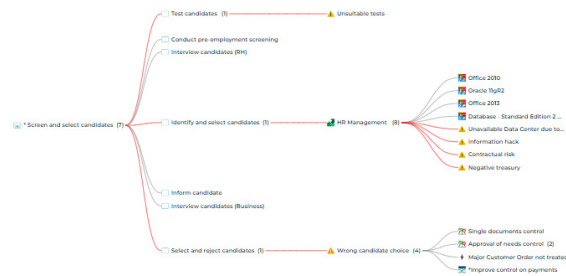 Test candidates (1)
Unsuitable tests
Conduct pre-employment screening
Interview candidates (RH)
Office 2010
Oracle 11gR2
Office 2013
Database - Standard Edition 2 ...
* Screen and select candidates (7)
Identify and select candidates (1)
HR Management (8)
Unavailable Data Center due to...
Information hack
Contractual risk
Negative treasury
Inform candidate
Interview candidates (Business)
Single documents control
Approval of needs control (2)
Select and reject candidates (1)
Wrong candidate choice (4)
Major Customer Order not treated
*Improve control on payments